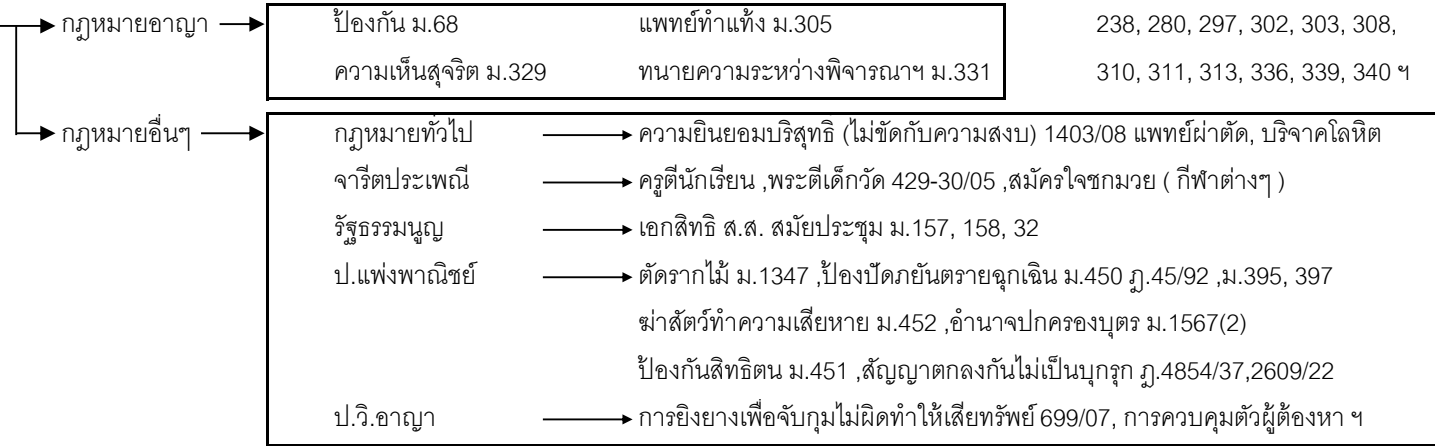 กฎหมายอาญา ป้องกัน ม.68 แพทย์ทำแท้ง ม.305 238, 280, 297, 302, 303, 308,
ความเห็นสุจริต ม.329 ทนายความระหว่างพิจารณาฯ ม.331 310, 311, 313, 336, 339, 340 ฯ
กฎหมายอื่นๆ กฎหมายทั่วไป ความยินยอมบริสุทธิ (ไม่ขัดกับความสงบ) 1403/08 แพทย์ผ่าตัด, บริจาคโลหิต
จารีตประเพณี ครูตีนักเรียน ,พระตีเด็กวัด 429-30/05 ,สมัครใจชกมวย ( กีฬาต่างๆ )
รัฐธรรมนูญ เอกสิทธิ ส.ส. สมัยประชุม ม.157, 158, 32
ป.แพ่งพาณิชย์ ตัดรากไม้ ม.1347 ,ป้องปัดภยันตรายฉุกเฉิน ม.450 ฎ.45/92 ,ม.395, 397
ฆ่าสัตว์ทำความเสียหาย ม.452 ,อำนาจปกครองบุตร ม.1567(2)
ป้องกันสิทธิตน ม.451 ,สัญญาตกลงกันไม่เป็นบุกรุก ฎ.4854/37,2609/22
ป.วิ.อาญา การยิงยางเพื่อจับกุมไม่ผิดทำให้เสียทรัพย์ 699/07, การควบคุมตัวผู้ต้องหา ฯ